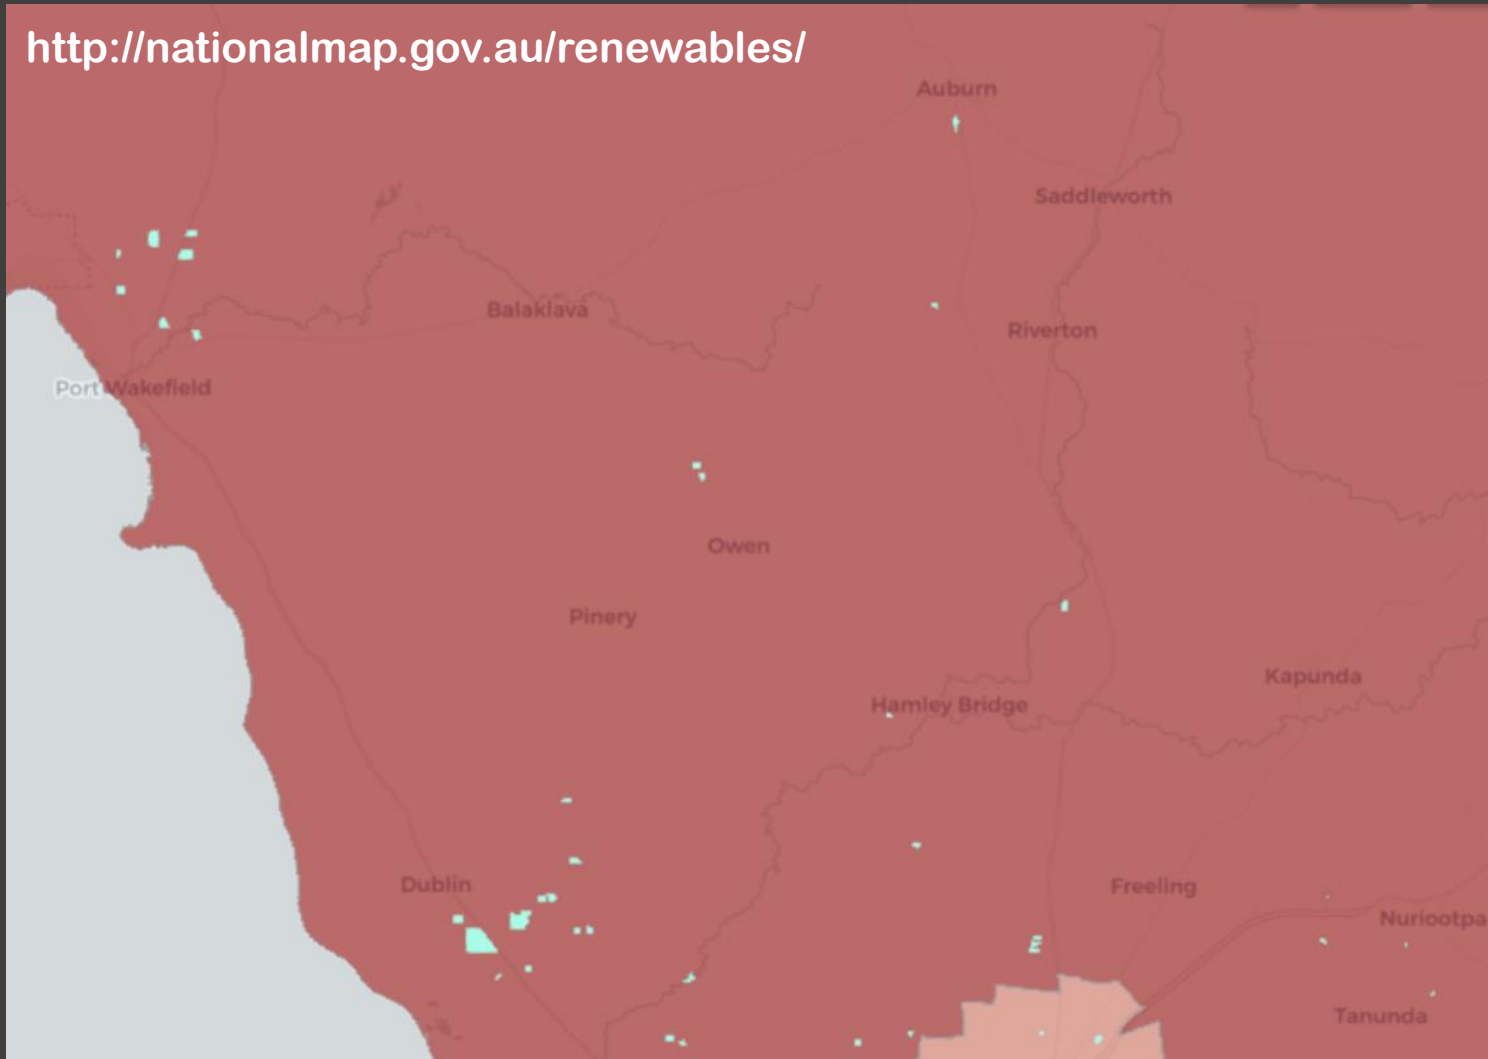 http://nationalmap.gov.au/renewables/
Auburn
Saddleworth
Balaklava
Riverton
Port Wakefield
Owen
Pinery
Kapunda
Hamley Bridge
Dublin
Freeling
Nuriootpa
Tanunda